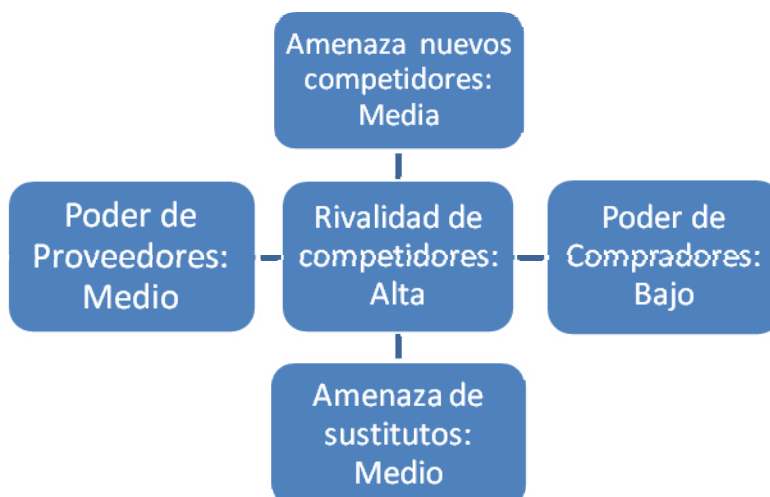 Amenaza nuevos
competidores:
Media
Poder de
Proveedores:
Medio
Rivalidad de
competidores:
Alta
Poder de
Compradores:
Bajo
Amenaza de
sustitutos:
Medio